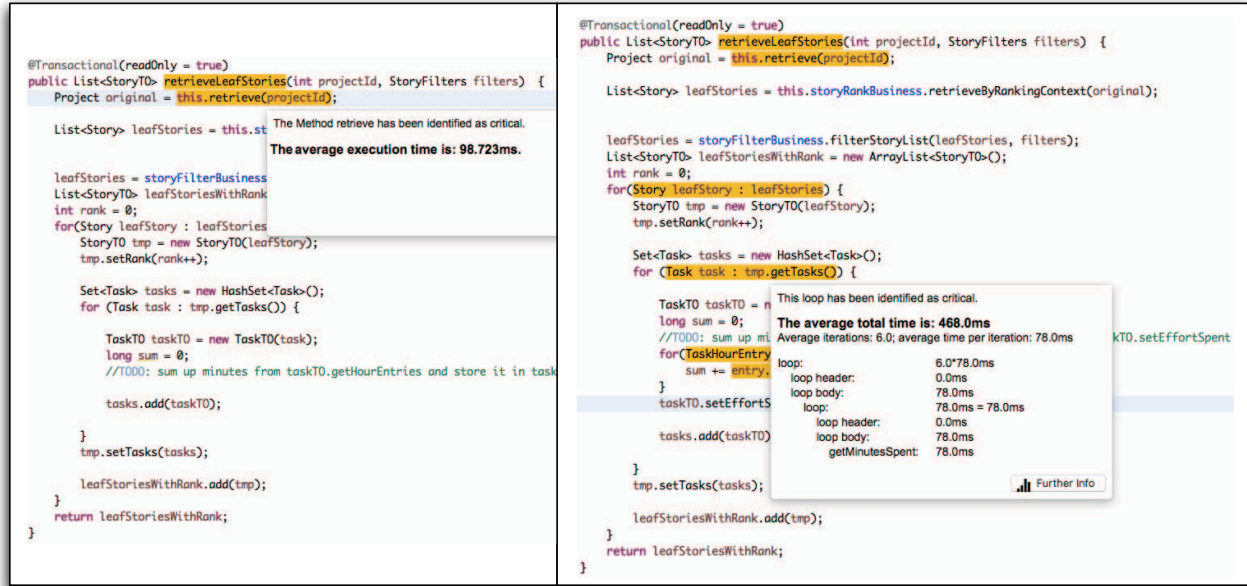 @Transactional(readOnly = true)
public List<StoryTO> retrieveLeafStories(int projectId, StoryFilters filters) {
Project original = this.retrieve(projectId);
List<Story> leafStories = this.st
The Method retrieve has been identified as critical.
The average execution time is: 98.723ms.
leafStories = storyFilterBusiness
List<StoryTO> leafStoriesWithRank
int rank = 0;
for(Story leafStory : leafStories
StoryTO tmp = new StoryTO(leafStory);
tmp.setRank(rank++);
Set<Task> tasks = new HashSet<Task>();
for (Task task : tmp.getTasks()) {
TaskTO taskTO = new TaskTO(task);
long sum = 0;
//TODO: sum up minutes from taskTO.getHourEntries and store it in task
tasks.add(taskTO);
}
tmp.setTasks(tasks);
leafStoriesWithRank.add(tmp);
}
return leafStoriesWithRank;
}
@Transactional(readOnly = true)
public List<StoryTO> retrieveLeafStories(int projectId, StoryFilters filters) {
Project original = this.retrieve(projectId);
List<Story> leafStories = this.storyRankBusiness.retrieveByRankingContext(original);
leafStories = storyFilterBusiness.filterStoryList(leafStories, filters);
List<StoryTO> leafStoriesWithRank = new ArrayList<StoryTO>();
int rank = 0;
for(Story leafStory : leafStories) {
StoryTO tmp = new StoryTO(leafStory);
tmp.setRank(rank++);
Set<Task> tasks = new HashSet<Task>();
for (Task task : tmp.getTasks()) {
TaskTO taskTO = n
long sum = 0;
//TODO: sum up mi
kTO.setEffortSpent
for(TaskHourEntry
sum += entry.
}
taskTO.setEffortS
tasks.add(taskTO)
This loop has been identified as critical.
The average total time is: 468.0ms
Average iterations: 6.0; average time per iteration: 78.0ms
loop: 6.0*78.0ms
loop header: 0.0ms
loop body: 78.0ms
loop: 78.0ms = 78.0ms
loop header: 0.0ms
loop body: 78.0ms
getMinutesSpent: 78.0ms
Further Info
}
tmp.setTasks(tasks);
leafStoriesWithRank.add(tmp);
}
return leafStoriesWithRank;
}